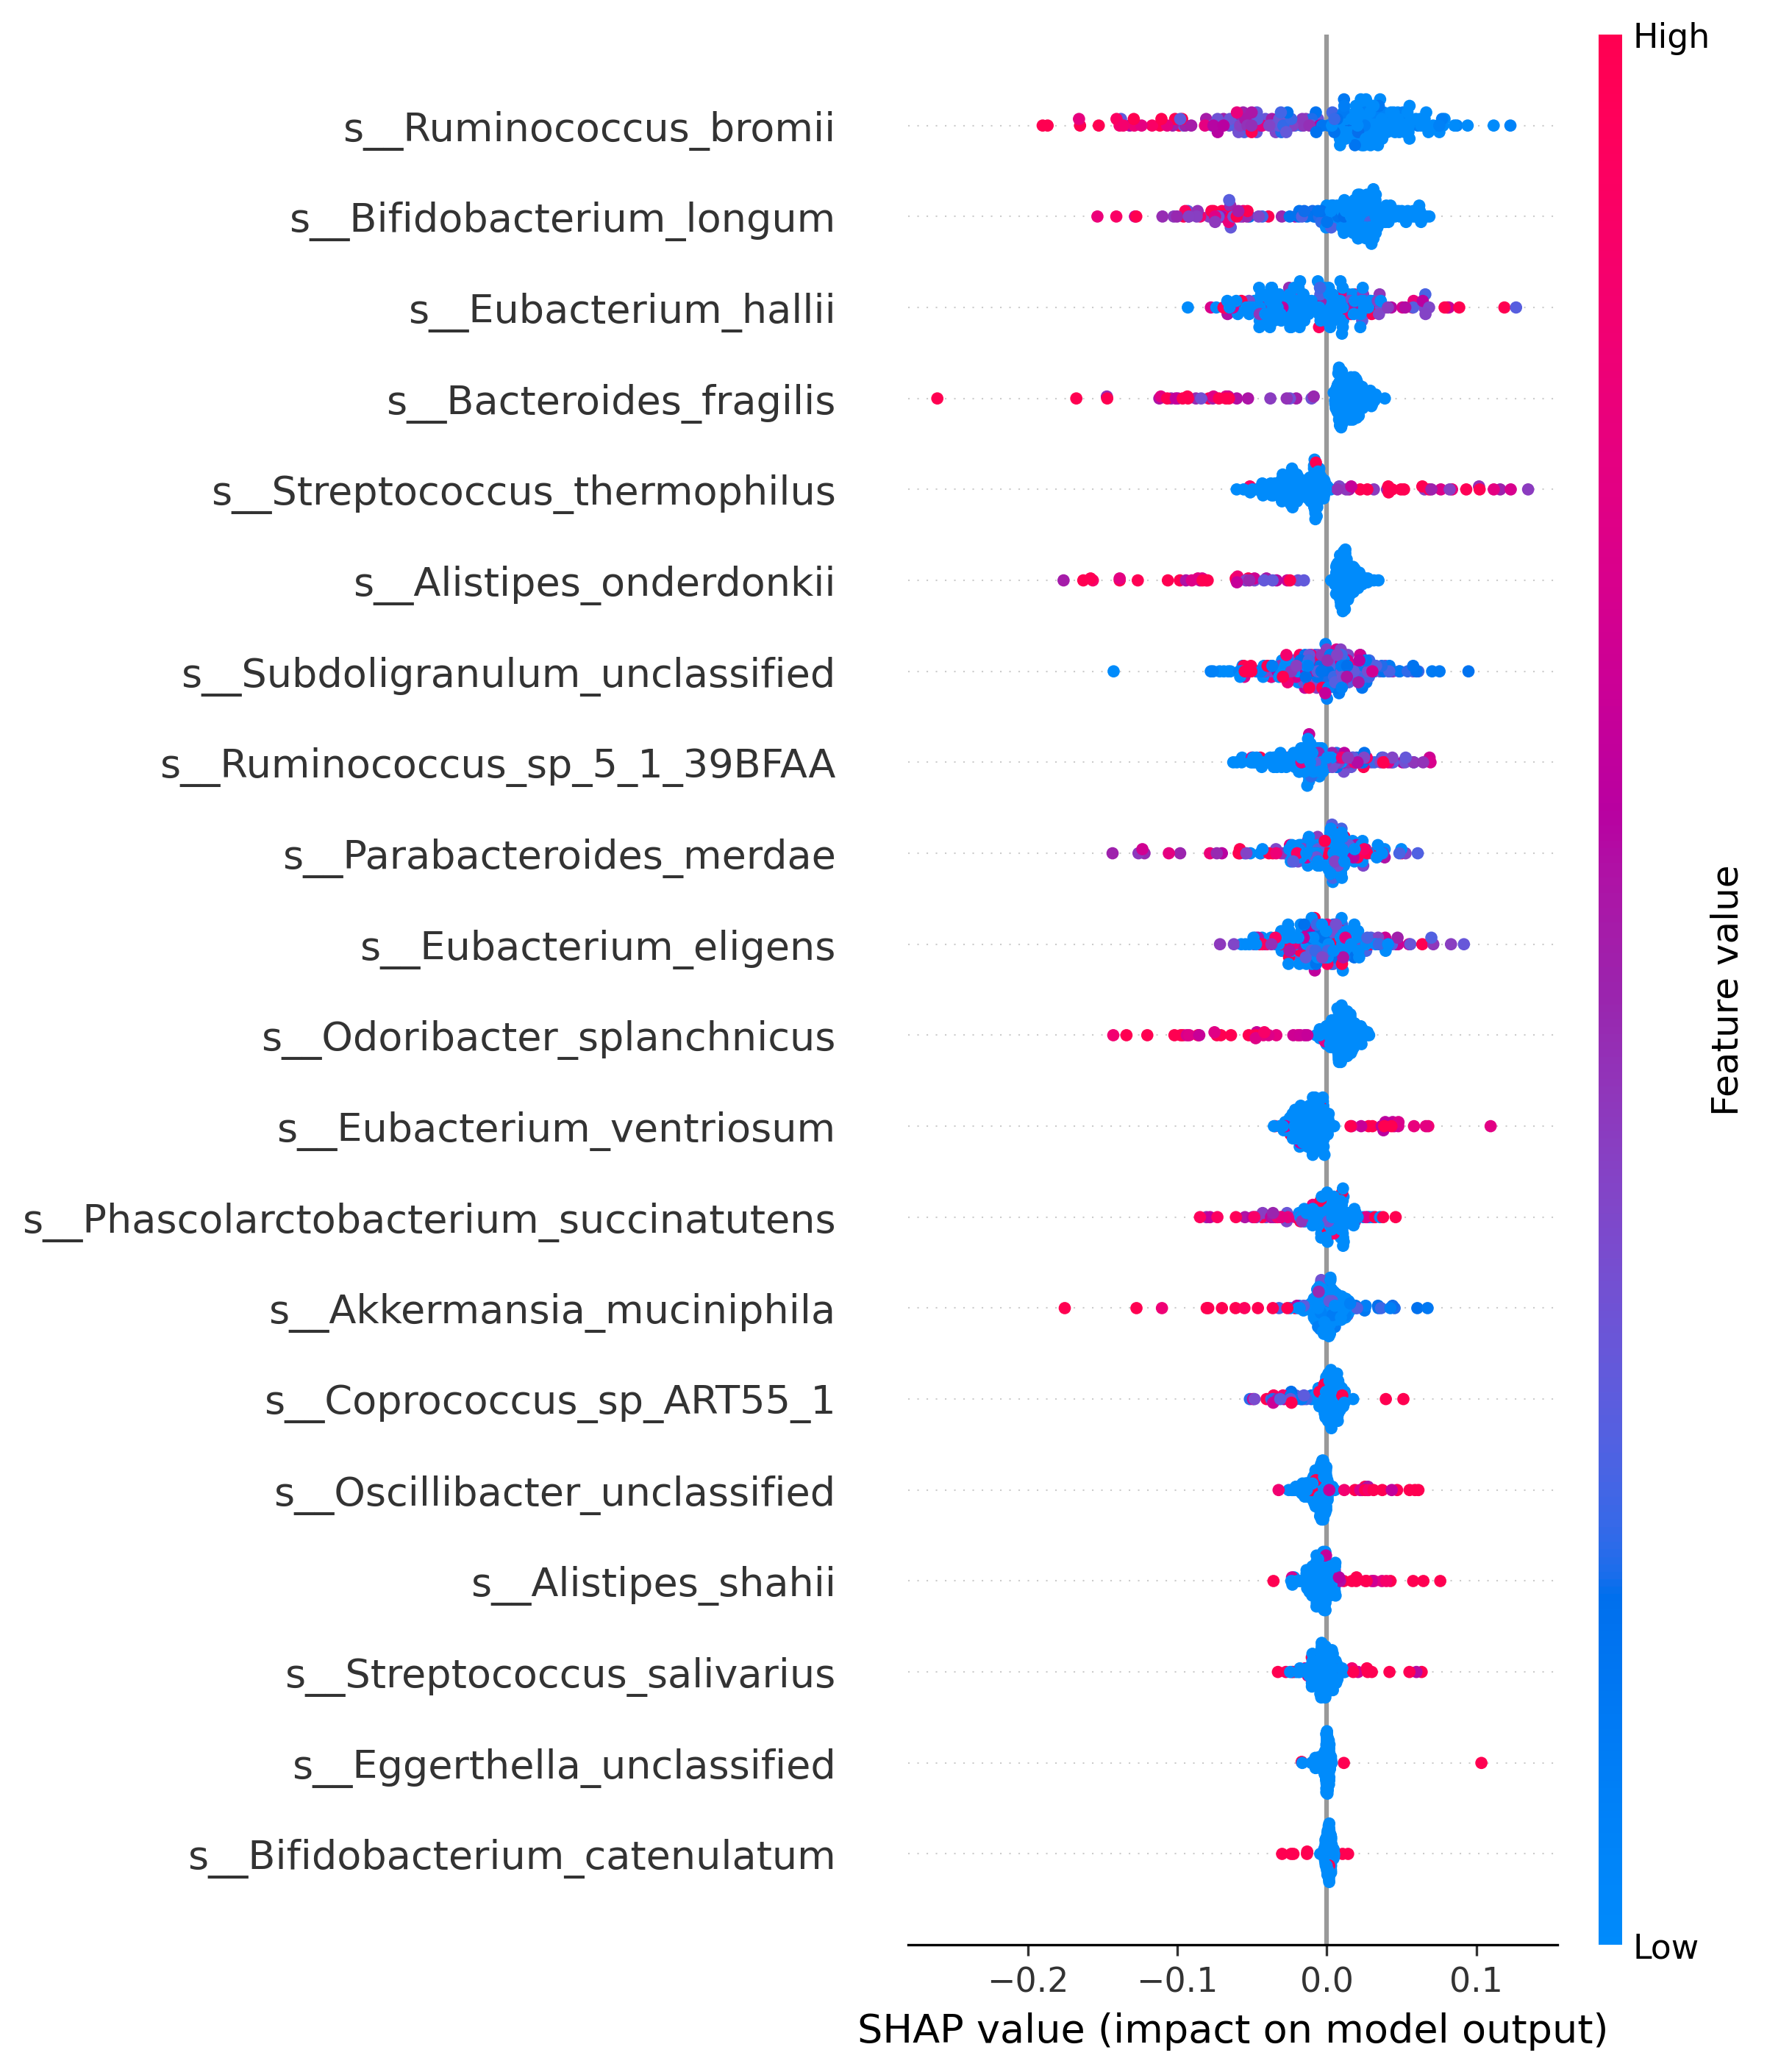 High
s__Ruminococcus_bromii
s__Bifidobacterium_longum
s__Eubacterium_hallii
s__Bacteroides_fragilis
s__Streptococcus_thermophilus
s__Alistipes_onderdonkii
s__Subdoligranulum_unclassified
s__Ruminococcus_sp_5_1_39BFAA
s__Parabacteroides_merdae
s__Eubacterium_eligens
s__Odoribacter_splanchnicus
s__Eubacterium_ventriosum
s__Phascolarctobacterium_succinatutens
s__Akkermansia_muciniphila
s__Coprococcus_sp_ART55_1
s__Oscillibacter_unclassified
s__Alistipes_shahii
s__Streptococcus_salivarius
s__Eggerthella_unclassified
s__Bifidobacterium_catenulatum
Feature value
Low
−0.2 −0.1 0.0 0.1
SHAP value (impact on model output)